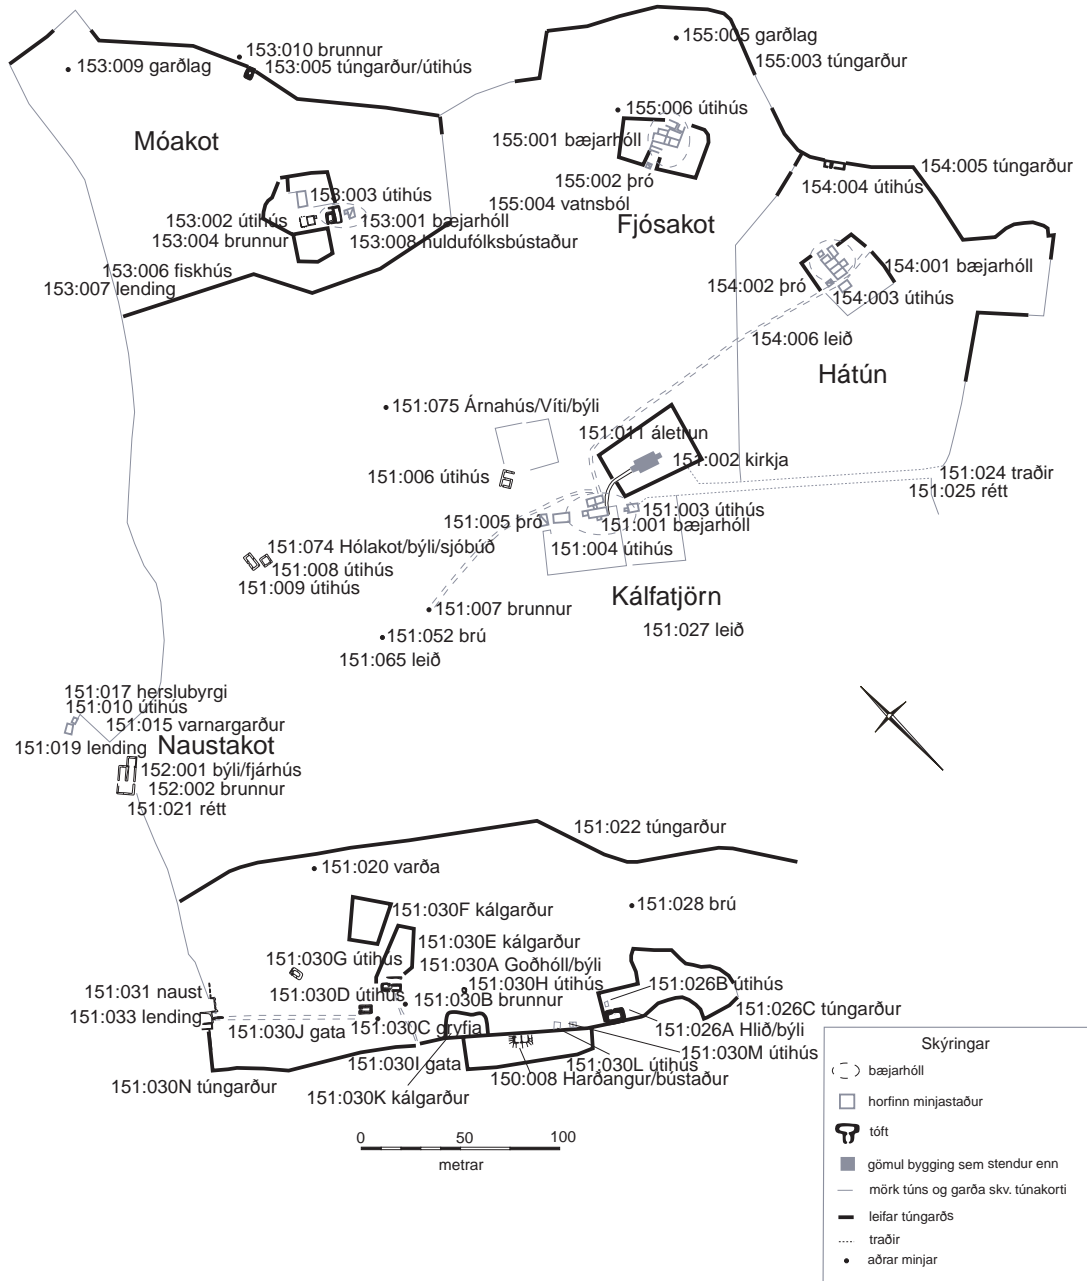 153:010 brunnur
153:009 garðlag
153:005 túngarður/útihús
155:005 garðlag
155:003 túngarður
Móakot
155:006 útihús
155:001 bæjarhóll
155:002 þró
155:004 vatnsból
Fjósakot
154:005 túngarður
154:004 útihús
153:003 útihús
153:002 útihús
153:001 bæjarhóll
153:004 brunnur
153:008 huldufólksbústaður
153:006 fiskhús
153:007 lending
154:001 bæjarhóll
154:002 þró
154:003 útihús
154:006 leið
Hátún
151:075 Árnahús/Víti/býli
151:011 áletrun
151:002 kirkja
151:006 útihús
151:024 traðir
151:025 rétt
151:003 útihús
151:005 þró
151:001 bæjarhóll
151:004 útihús
151:074 Hólakot/býli/sjóbúð
151:008 útihús
151:009 útihús
Kálfatjörn
151:007 brunnur
151:027 leið
151:052 brú
151:065 leið
151:017 herslubyrgi
151:010 útihús
151:015 varnargarður
151:019 lending
Naustakot
152:001 býli/fjárhús
152:002 brunnur
151:021 rétt
151:022 túngarður
151:020 varða
151:030F kálgarður
151:028 brú
151:030E kálgarður
151:030G útihús
151:030A Goðhóll/býli
151:030H útihús
151:026B útihús
151:031 naust
151:030D útihús
151:030B brunnur
151:026C túngarður
151:033 lending
151:030J gata
151:030C gryfja
151:026A Hlið/býli
151:030M útihús
151:030I gata
151:030L útihús
151:030N túngarður
150:008 Harðangur/bústaður
151:030K kálgarður
0 50 100
metrar
Skýringar
bæjarhóll
horfinn minjastaður
tóft
gömul bygging sem stendur enn
mörk túns og garða skv. túnakorti
leifar túngarðs
traðir
aðrar minjar